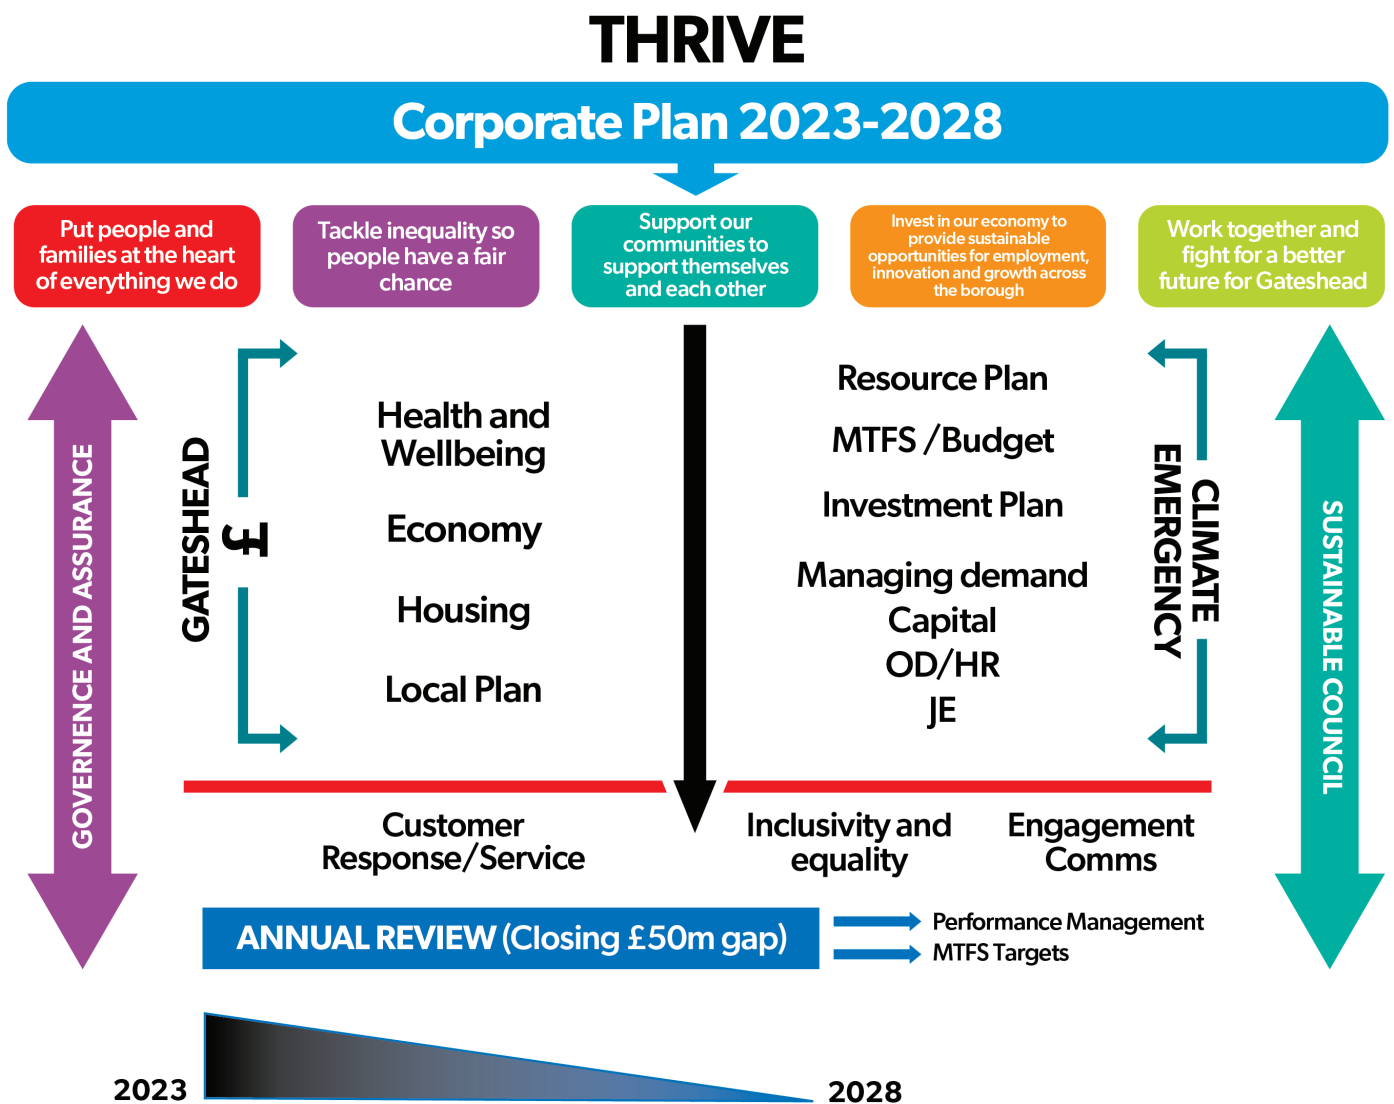 THRIVE
Corporate Plan 2023-2028
Put people and
families at the heart
of everything we do
Tackle inequality so
people have a fair
chance
Support our
communities to
support themselves
and each other
Invest in our economy to
provide sustainable
opportunities for employment,
innovation and growth across
the borough
Work together and
fight for a better
future for Gateshead
GOVERNENCE AND ASSURANCE
GATESHEAD
£
Health and
Wellbeing
Economy
Housing
Local Plan
Resource Plan
MTFS /Budget
Investment Plan
Managing demand
Capital
OD/HR
JE
CLIMATE
EMERGENCY
SUSTAINABLE COUNCIL
Customer
Response/Service
Inclusivity and
equality
Engagement
Comms
ANNUAL REVIEW (Closing £50m gap)
Performance Management
MTFS Targets
2023
2028